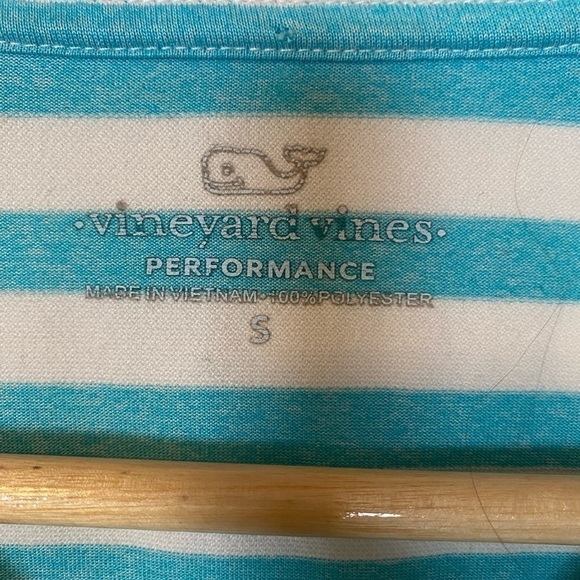 ·vineyard vines·
PERFORMANCE
MADE IN VIETNAM·100%POLYESTER
S